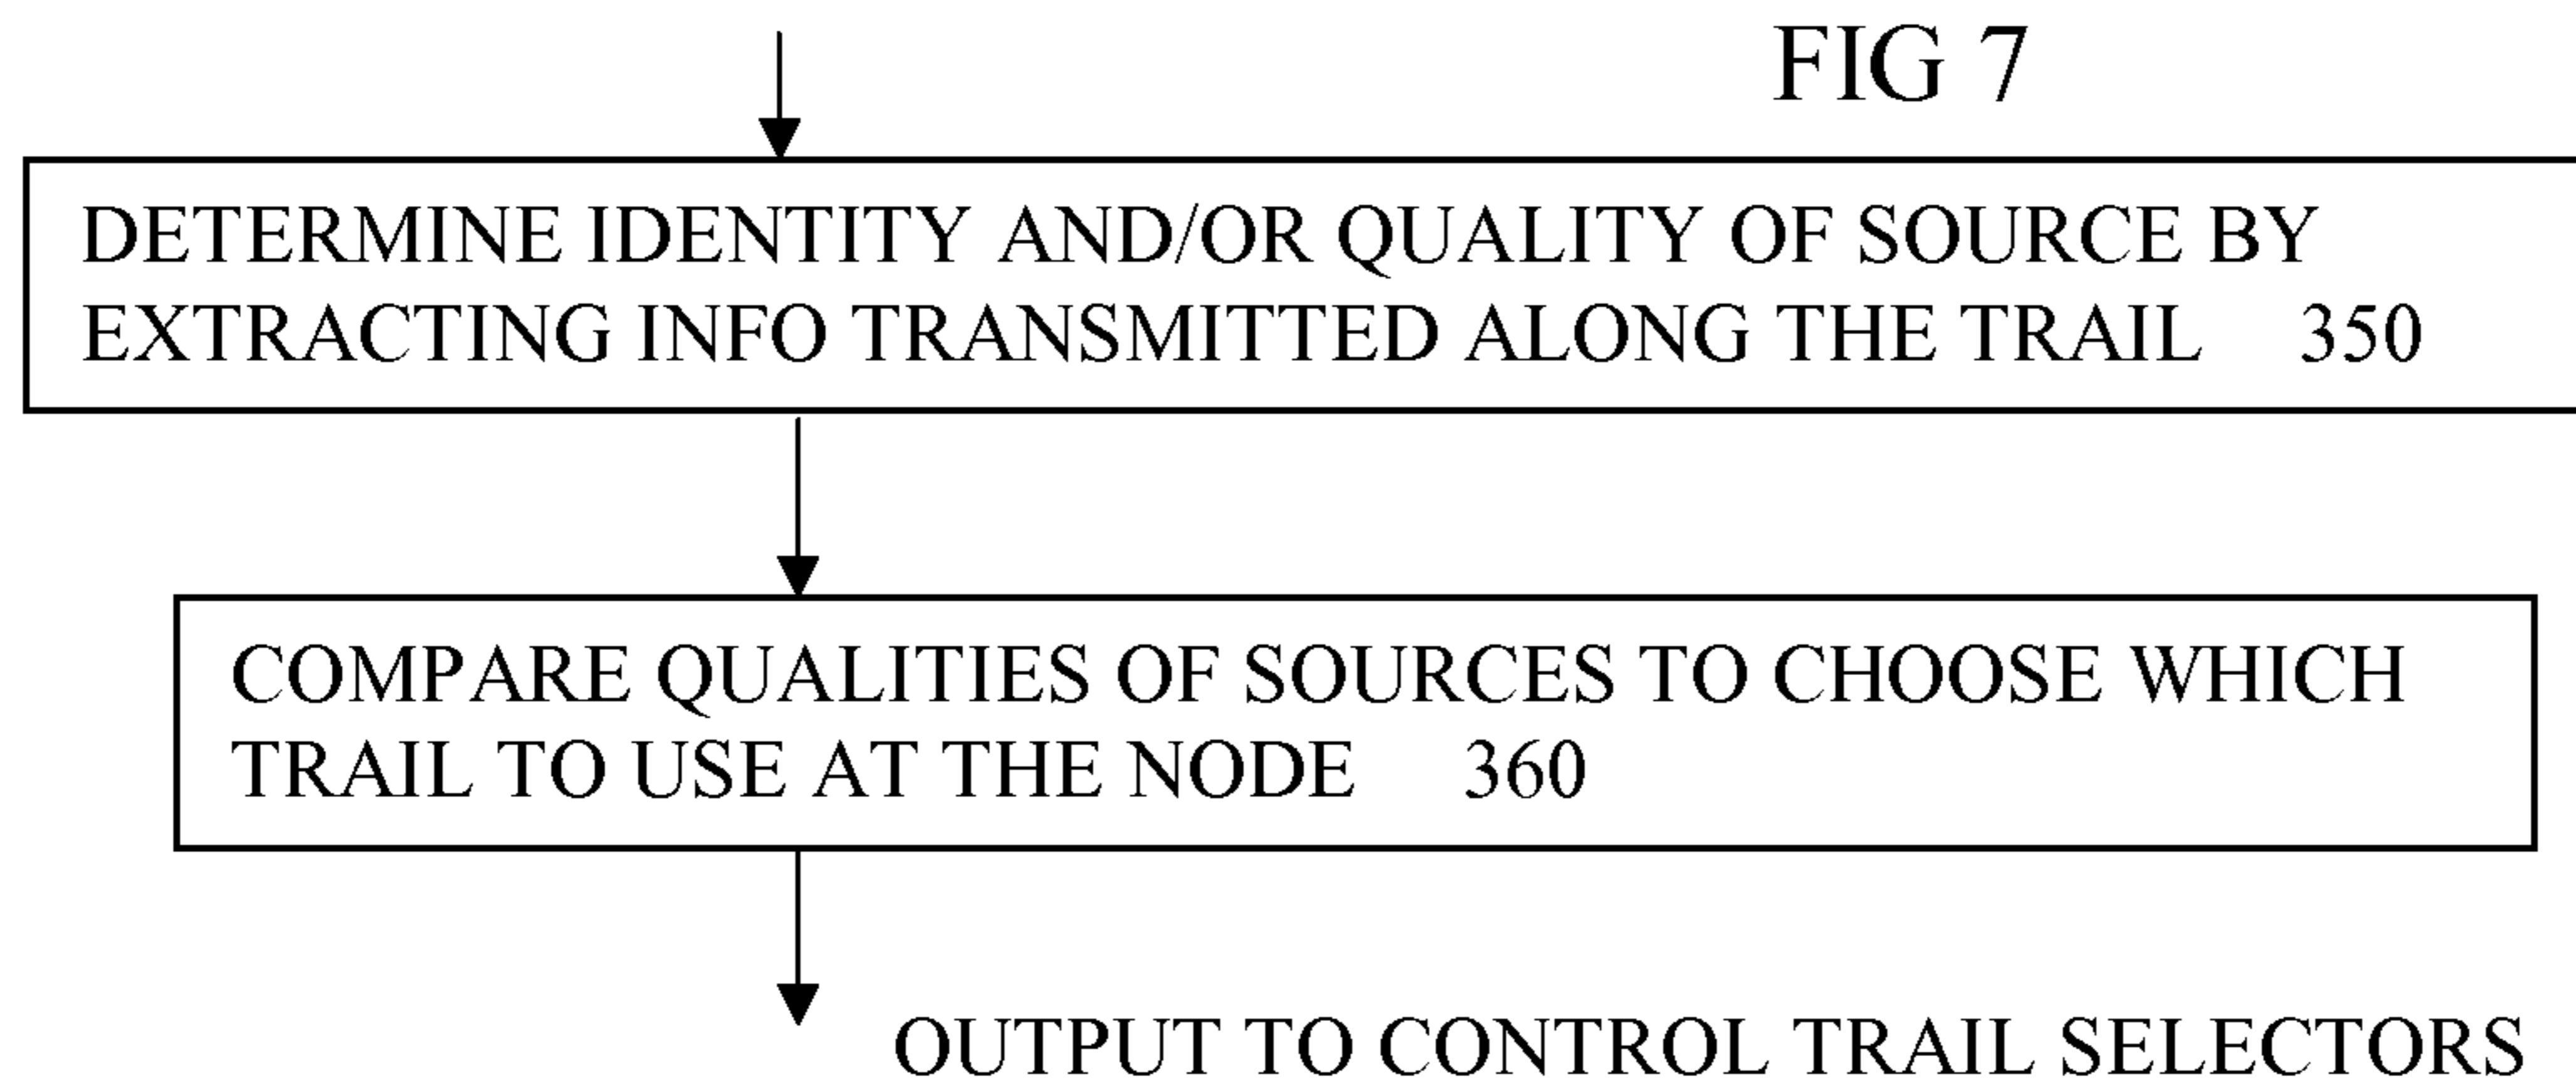 FIG 7
DETERMINE IDENTITY AND/OR QUALITY OF SOURCE BY
EXTRACTING INFO TRANSMITTED ALONG THE TRAIL 350
COMPARE QUALITIES OF SOURCES TO CHOOSE WHICH
TRAIL TO USE AT THE NODE 360
OUTPUT TO CONTROL TRAIL SELECTORS